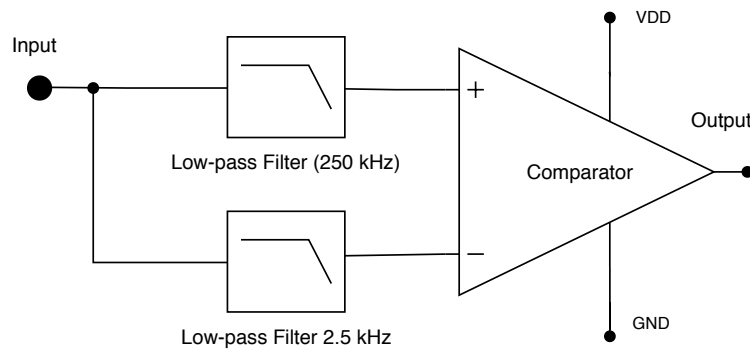 VDD
Input
Output
+
Low-pass Filter (250 kHz)
Comparator
−
GND
Low-pass Filter 2.5 kHz